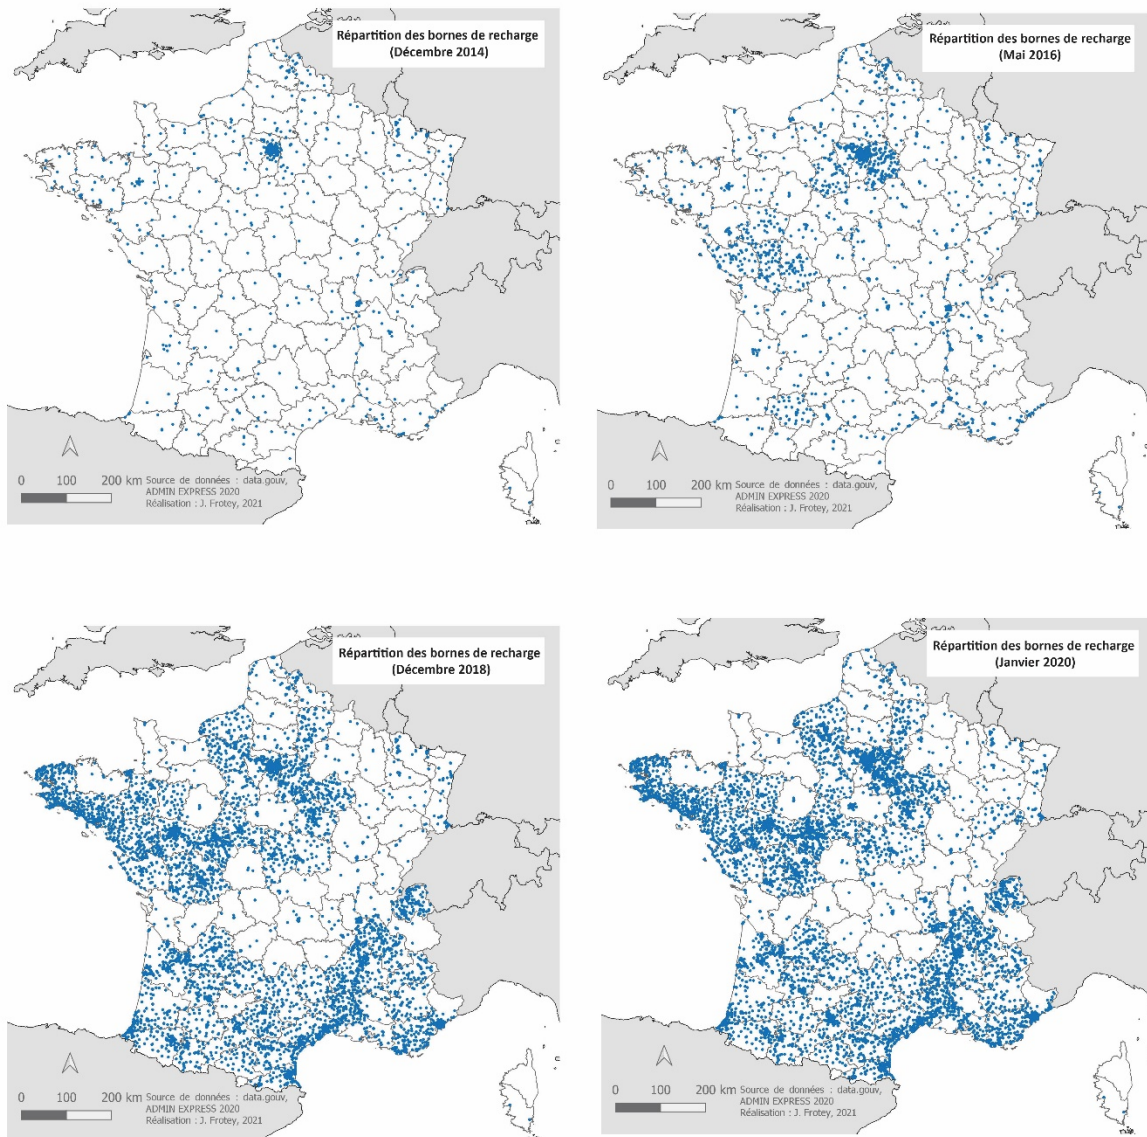 Répartition des bornes de recharge
(Décembre 2014)
0 100 200 km
Source de données : data.gouv,
ADMIN EXPRESS 2020
Réalisation : J. Frotey, 2021
Répartition des bornes de recharge
(Mai 2016)
0 100 200 km
Source de données : data.gouv,
ADMIN EXPRESS 2020
Réalisation : J. Frotey, 2021
Répartition des bornes de recharge
(Décembre 2018)
0 100 200 km
Source de données : data.gouv,
ADMIN EXPRESS 2020
Réalisation : J. Frotey, 2021
Répartition des bornes de recharge
(Janvier 2020)
0 100 200 km
Source de données : data.gouv,
ADMIN EXPRESS 2020
Réalisation : J. Frotey, 2021